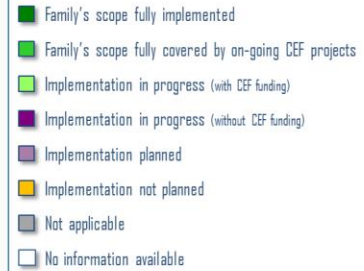 Family's scope fully implemented
Family's scope fully covered by on-going CEF projects
Implementation in progress (with CEF funding)
Implementation in progress (without CEF funding)
Implementation planned
Implementation not planned
Not applicable
No information available